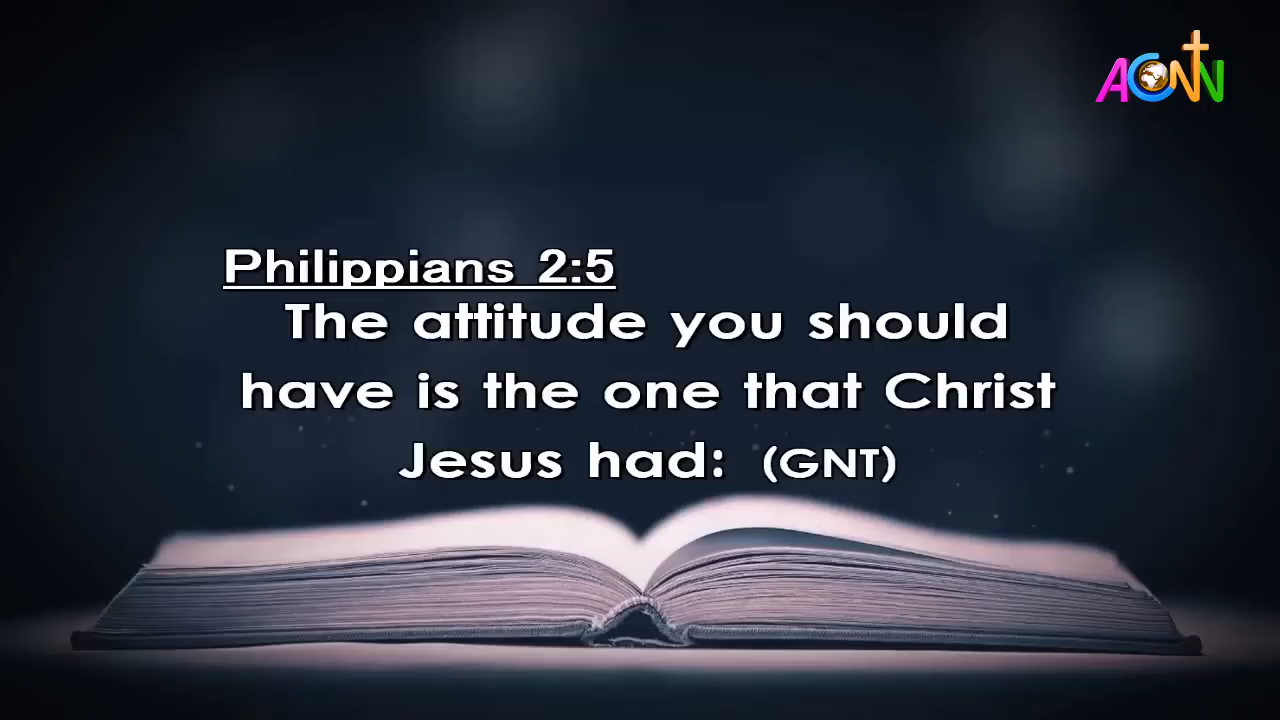 ACNN
Philippians 2:5
The attitude you should
have is the one that Christ
Jesus had: (GNT)